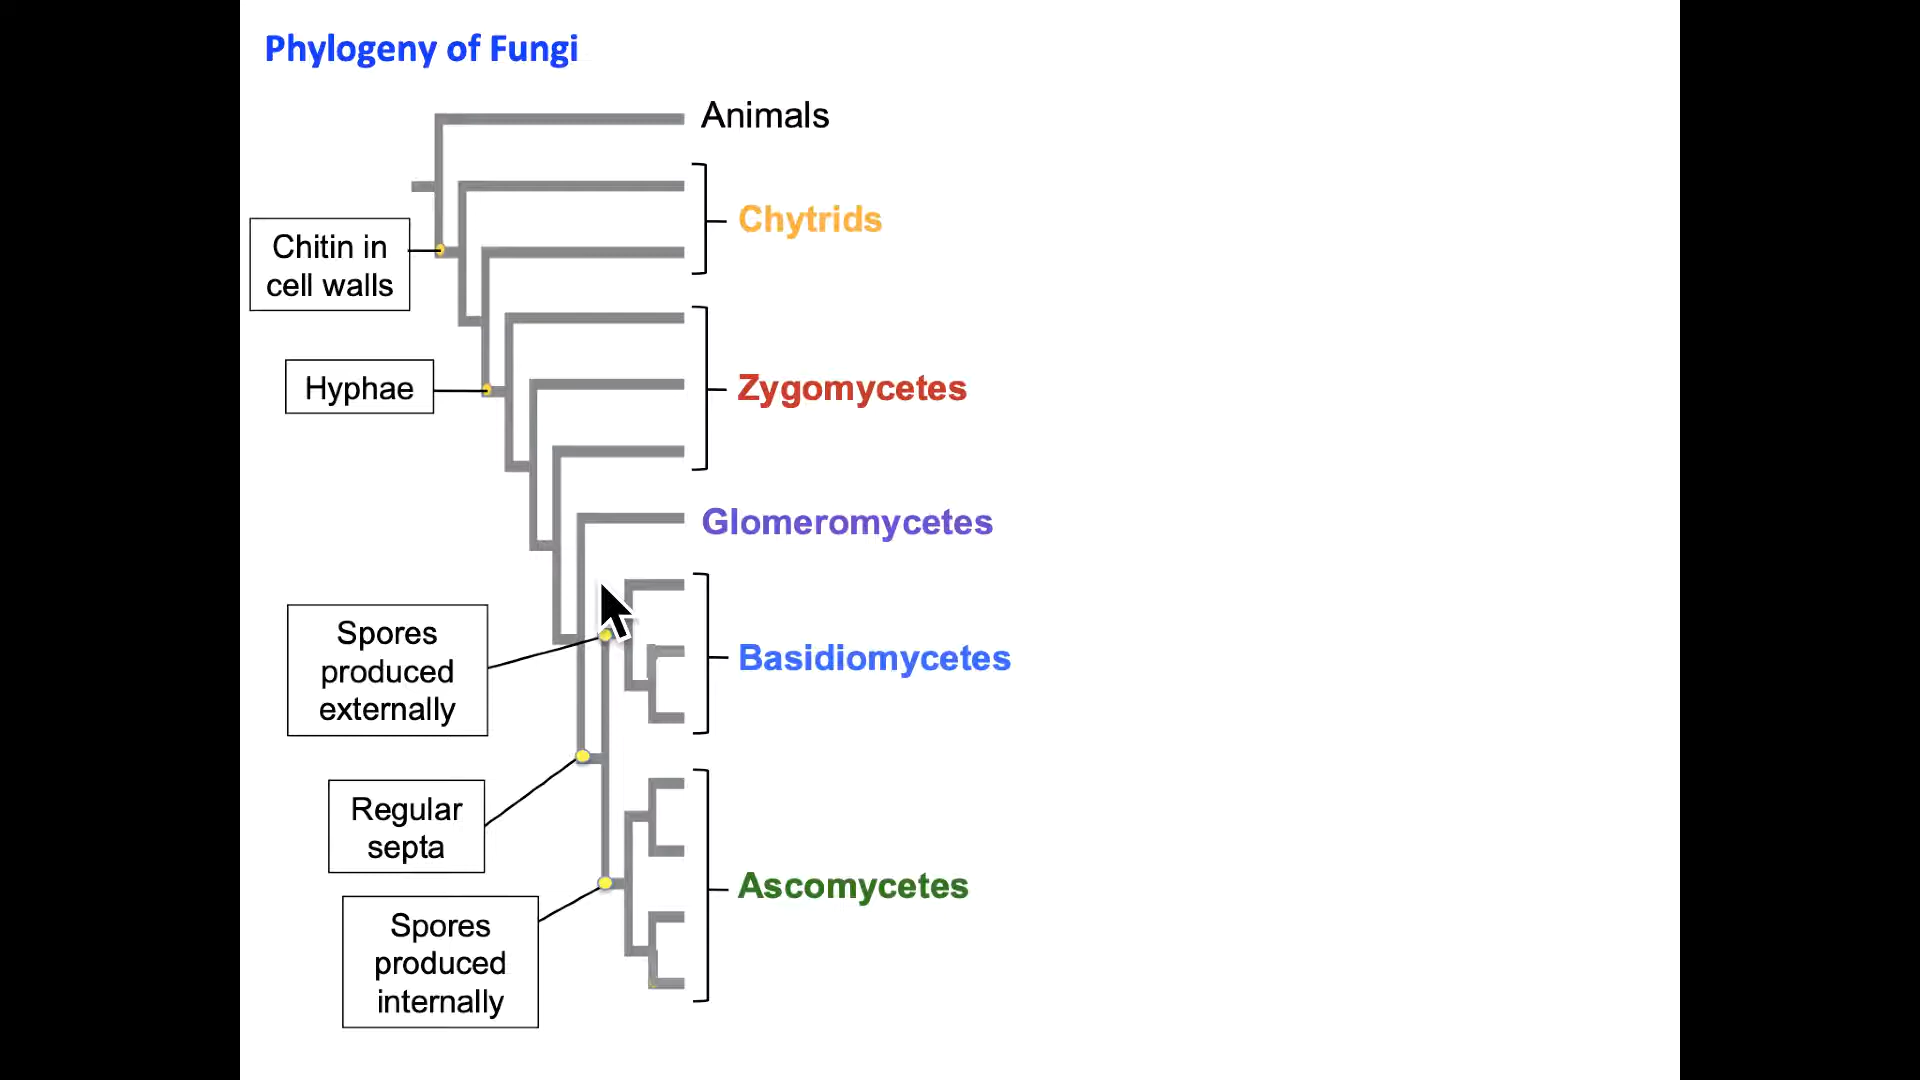 Phylogeny of Fungi
Animals
Chytrids
Chitin in
cell walls
Zygomycetes
Hyphae
Glomeromycetes
Spores
produced
externally
Basidiomycetes
Regular
septa
Ascomycetes
Spores
produced
internally